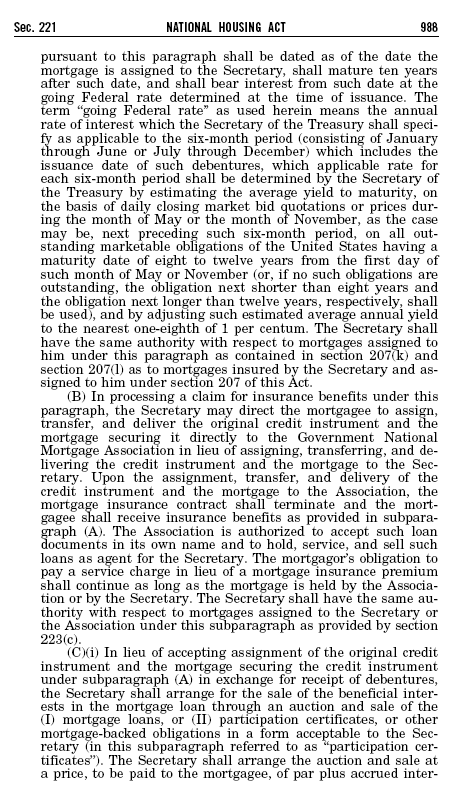 Sec. 221 NATIONAL HOUSING ACT 988
pursuant to this paragraph shall be dated as of the date the
mortgage is assigned to the Secretary, shall mature ten years
after such date, and shall bear interest from such date at the
going Federal rate determined at the time of issuance. The
term “going Federal rate” as used herein means the annual
rate of interest which the Secretary of the Treasury shall speci-
fy as applicable to the six-month period (consisting of January
through June or July through December) which includes the
issuance date of such debentures, which applicable rate for
each six-month period shall be determined by the Secretary of
the Treasury by estimating the average yield to maturity, on
the basis of daily closing market bid quotations or prices dur-
ing the month of May or the month of November, as the case
may be, next preceding such six-month period, on all out-
standing marketable obligations of the United States having a
maturity date of eight to twelve years from the first day of
such month of May or November (or, if no such obligations are
outstanding, the obligation next shorter than eight years and
the obligation next longer than twelve years, respectively, shall
be used), and by adjusting such estimated average annual yield
to the nearest one-eighth of 1 per centum. The Secretary shall
have the same authority with respect to mortgages assigned to
him under this paragraph as contained in section 207(k) and
section 207(l) as to mortgages insured by the Secretary and as-
signed to him under section 207 of this Act.
(B) In processing a claim for insurance benefits under this
paragraph, the Secretary may direct the mortgagee to assign,
transfer, and deliver the original credit instrument and the
mortgage securing it directly to the Government National
Mortgage Association in lieu of assigning, transferring, and de-
livering the credit instrument and the mortgage to the Sec-
retary. Upon the assignment, transfer, and delivery of the
credit instrument and the mortgage to the Association, the
mortgage insurance contract shall terminate and the mort-
gagee shall receive insurance benefits as provided in subpara-
graph (A). The Association is authorized to accept such loan
documents in its own name and to hold, service, and sell such
loans as agent for the Secretary. The mortgagor's obligation to
pay a service charge in lieu of a mortgage insurance premium
shall continue as long as the mortgage is held by the Associa-
tion or by the Secretary. The Secretary shall have the same au-
thority with respect to mortgages assigned to the Secretary or
the Association under this subparagraph as provided by section
223(c).
(C)(i) In lieu of accepting assignment of the original credit
instrument and the mortgage securing the credit instrument
under subparagraph (A) in exchange for receipt of debentures,
the Secretary shall arrange for the sale of the beneficial inter-
ests in the mortgage loan through an auction and sale of the
(I) mortgage loans, or (II) participation certificates, or other
mortgage-backed obligations in a form acceptable to the Sec-
retary (in this subparagraph referred to as “participation cer-
tificates”). The Secretary shall arrange the auction and sale at
a price, to be paid to the mortgagee, of par plus accrued inter-